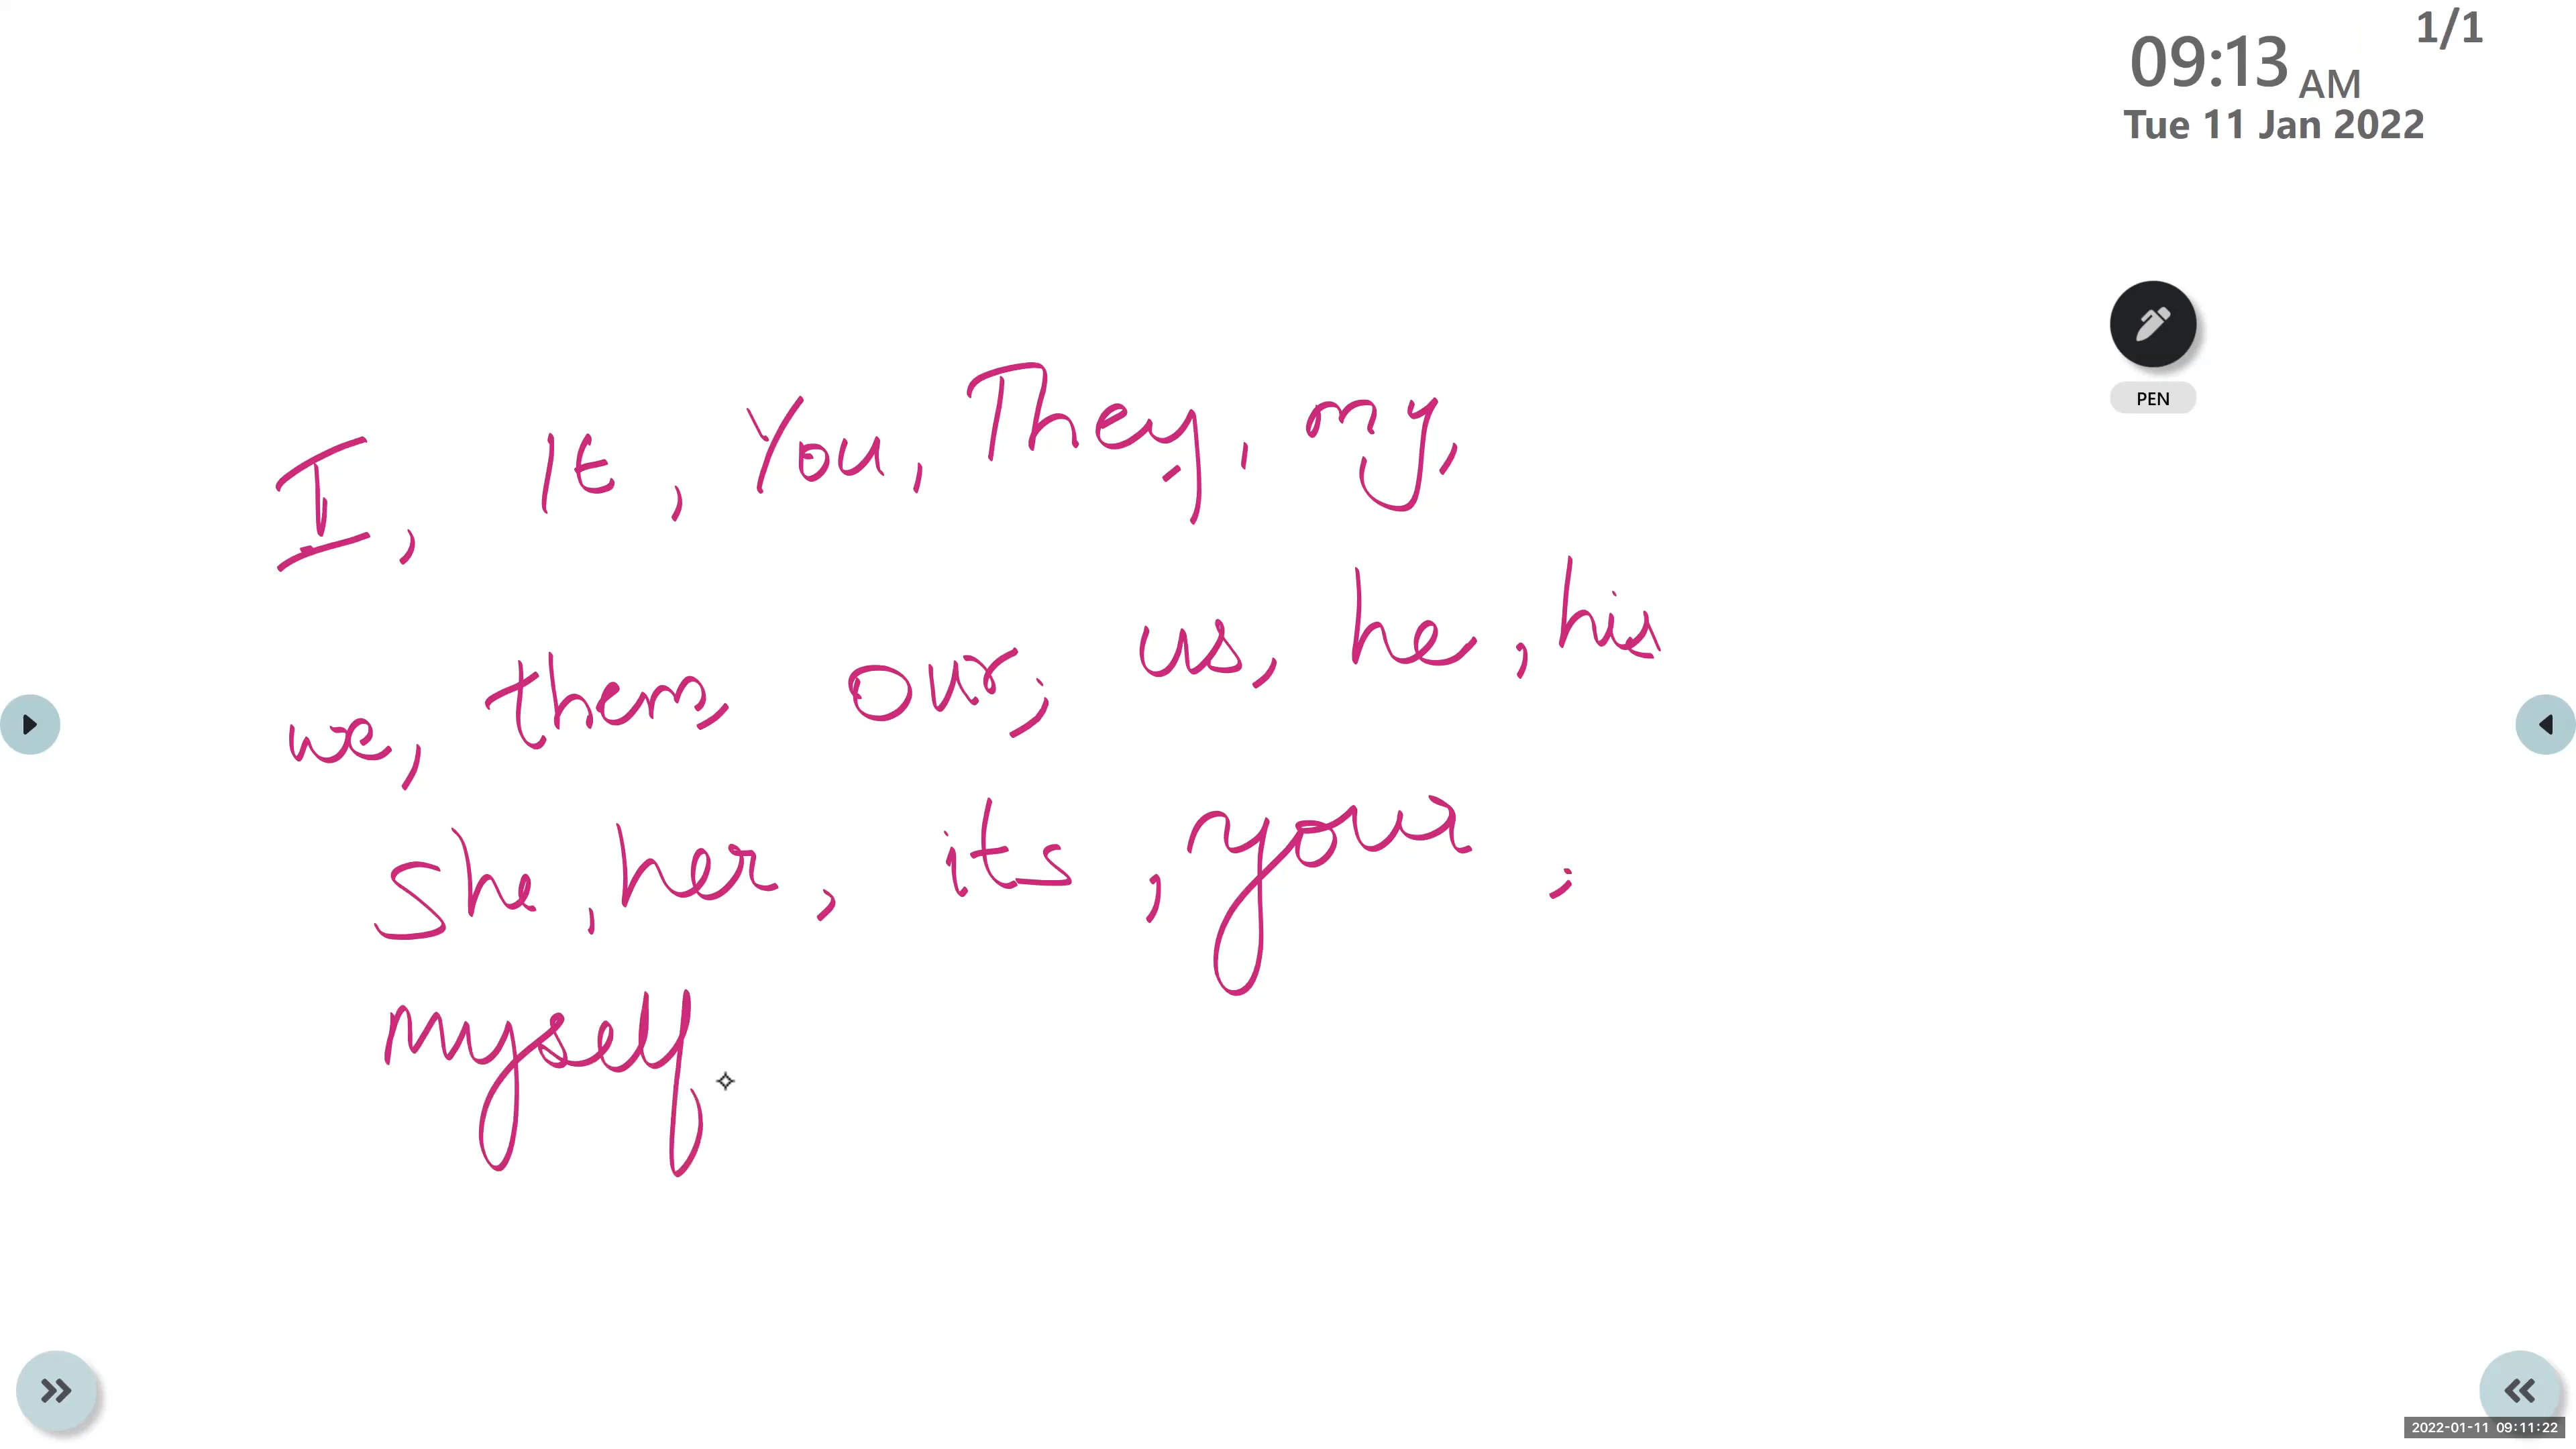 1/1
09:13 AM
Tue 11 Jan 2022
PEN
I, It, You, They, my,
we, them, our, us, he, his
She, her, its, your,
myself,
2022-01-11 09:11:22